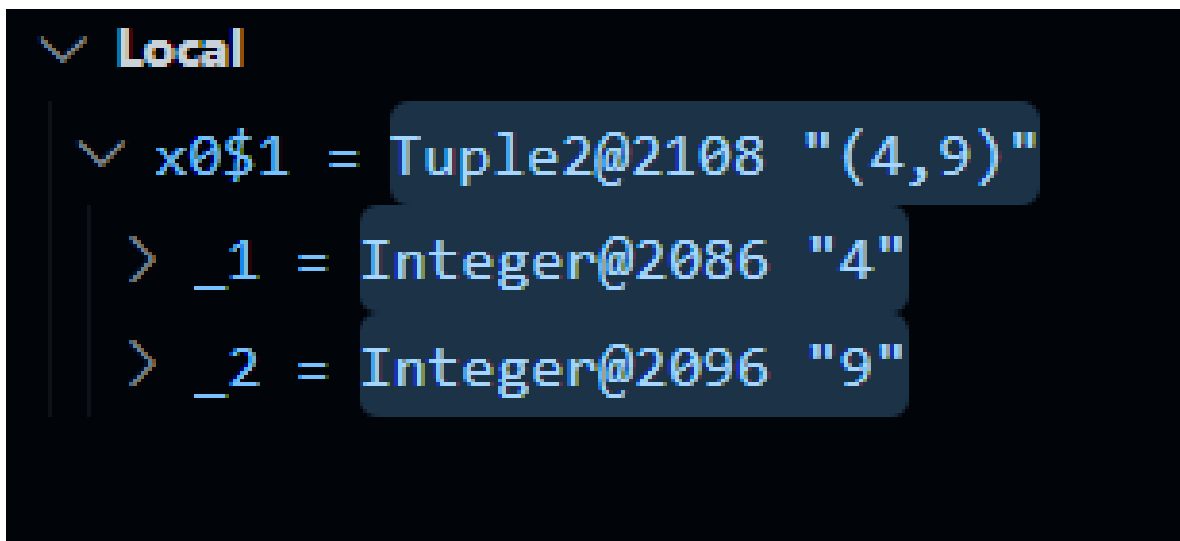 Local
x0$1 = Tuple2@2108 "(4,9)"
_1 = Integer@2086 "4"
_2 = Integer@2096 "9"